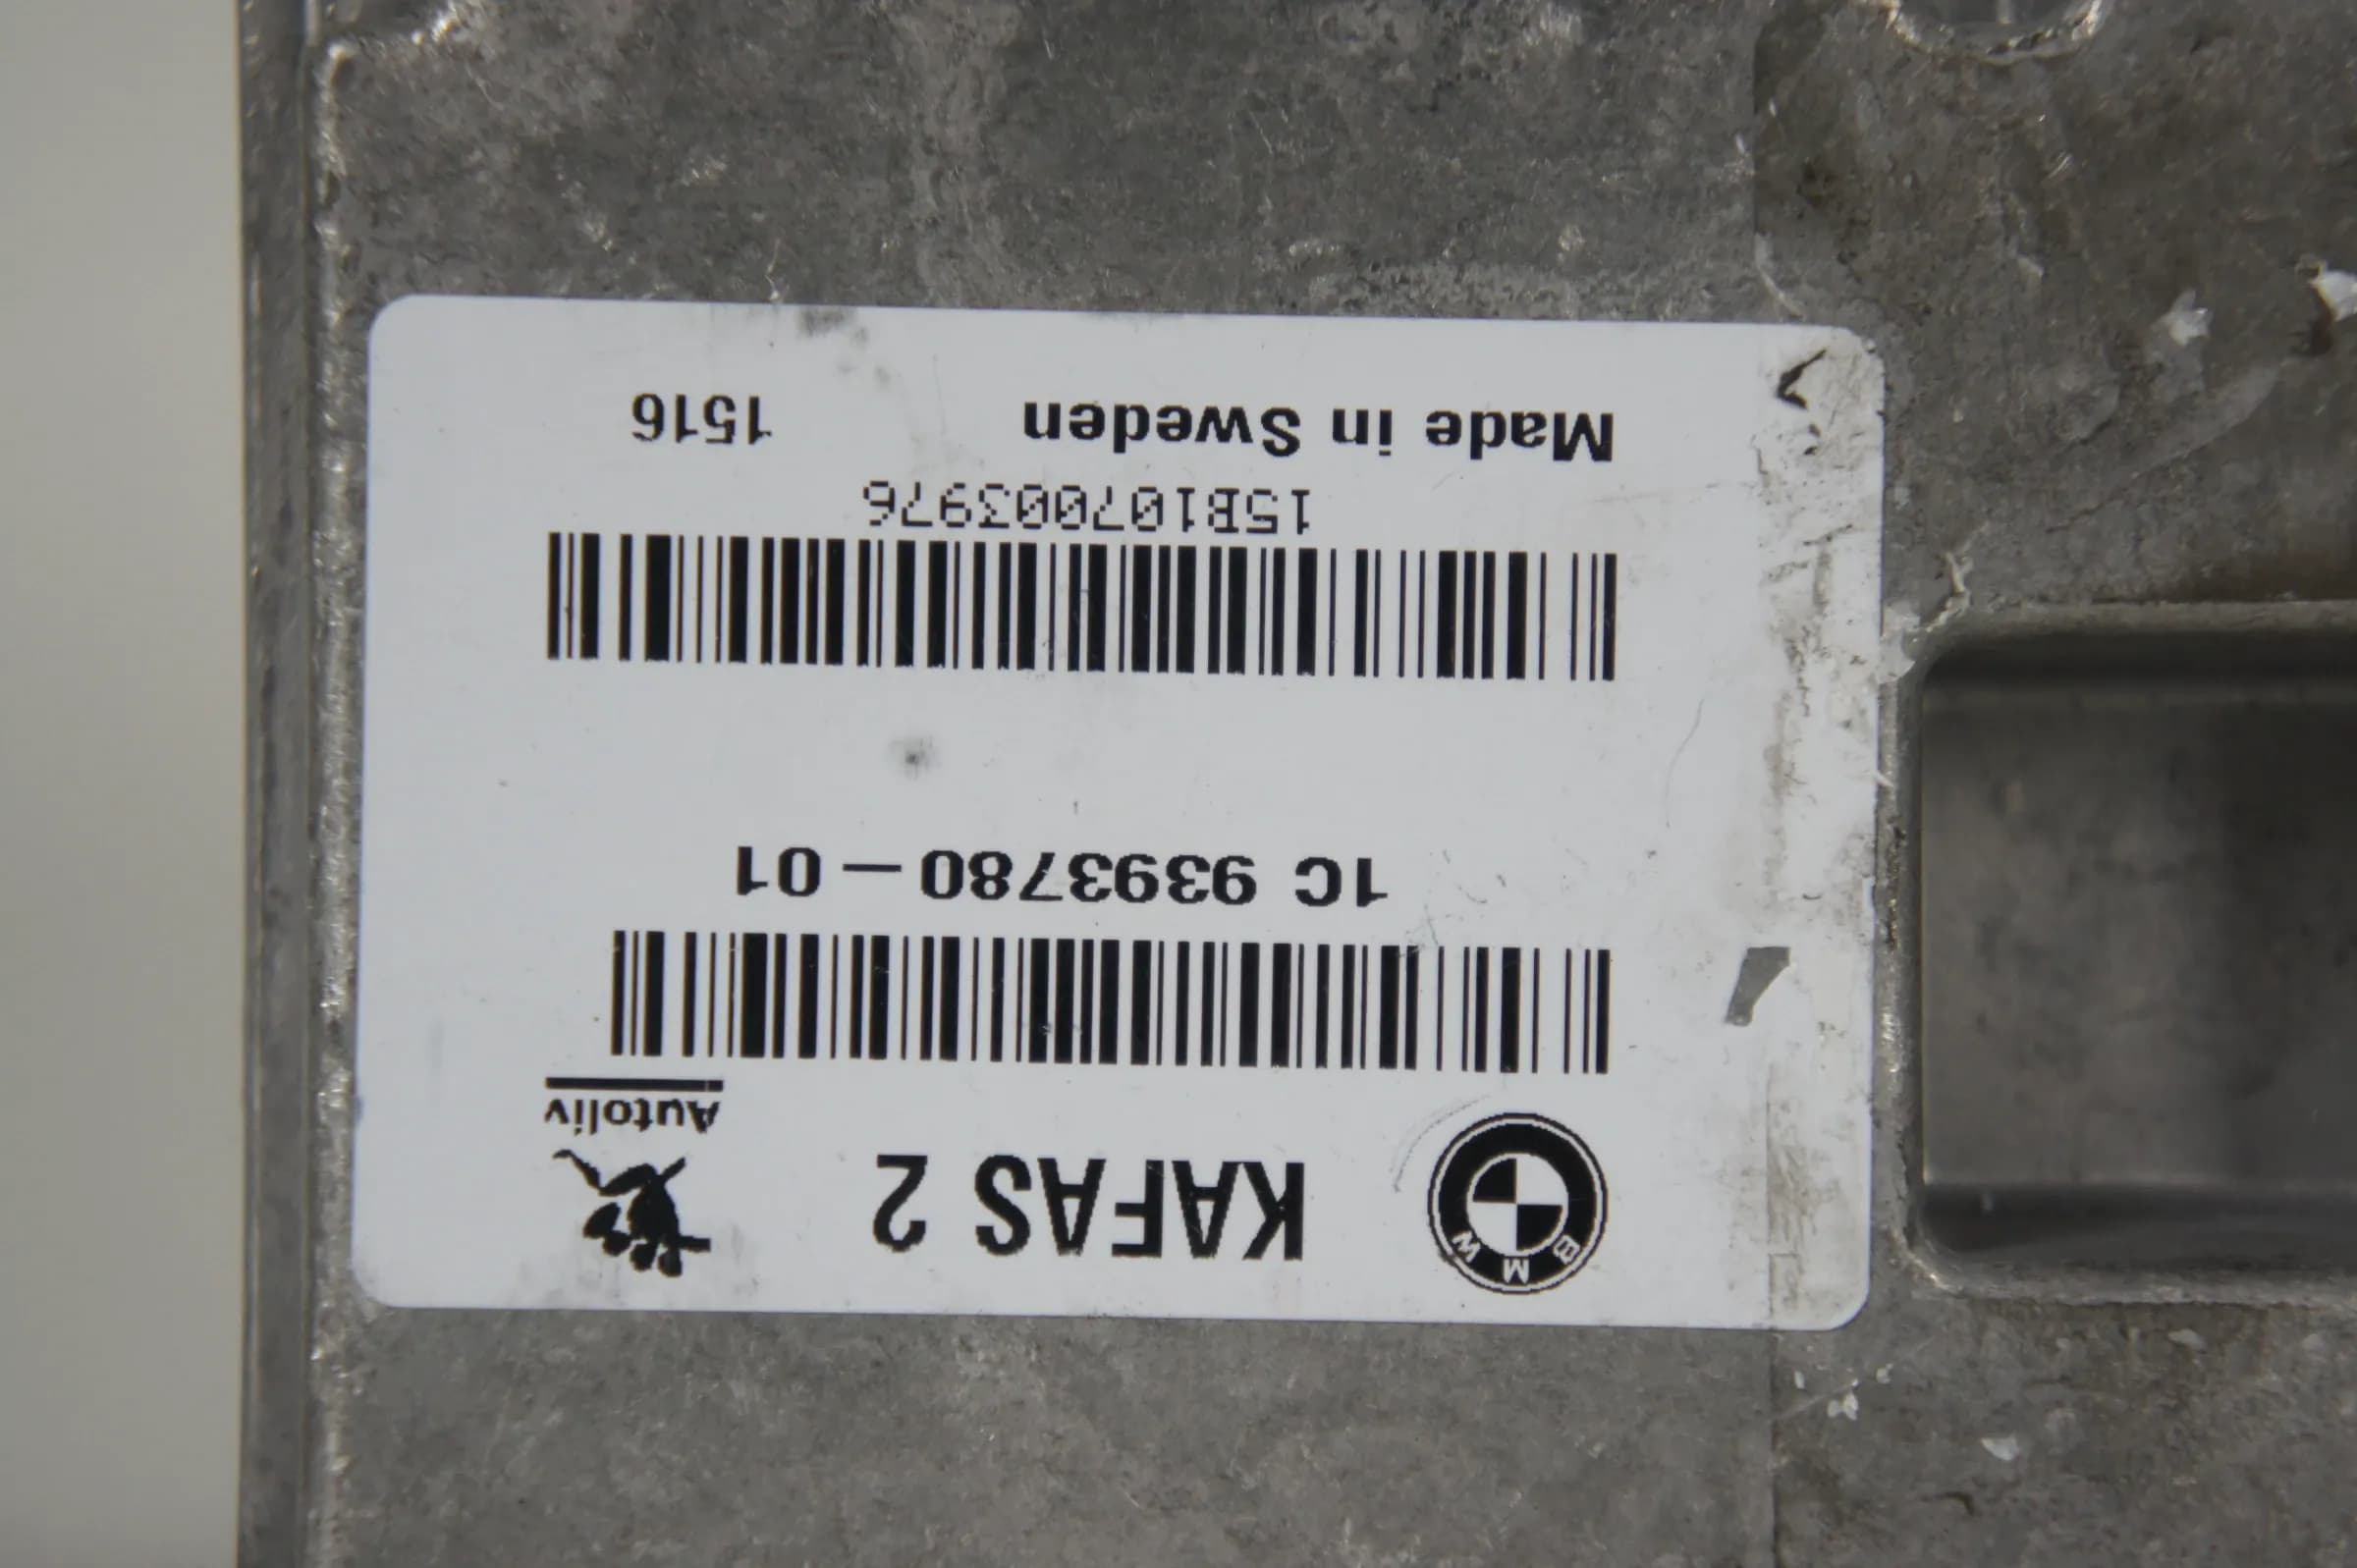 BMW KAFAS 2 Autoliv
1C 9393780-01
15B107003976
Made in Sweden 1516